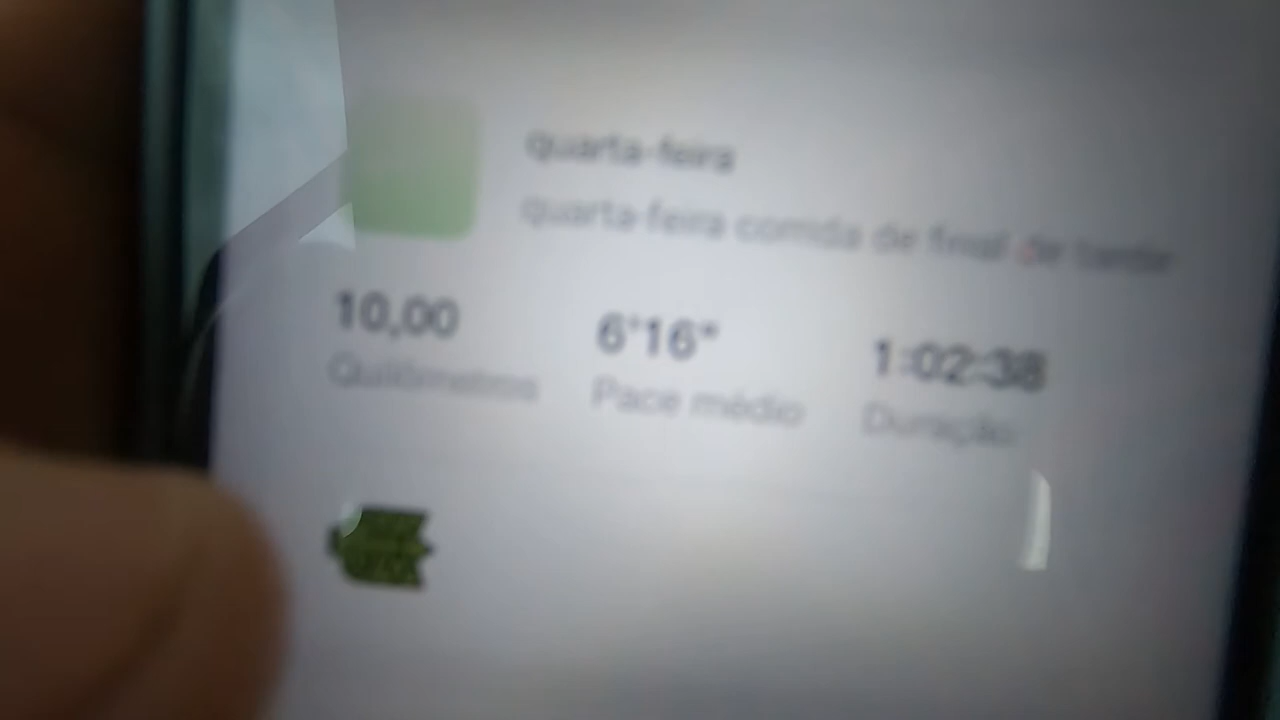 quarta-feira
quarta-feira corrida de final de tarde
10,00 6'16" 1:02:38
Quilômetros Pace médio Duração